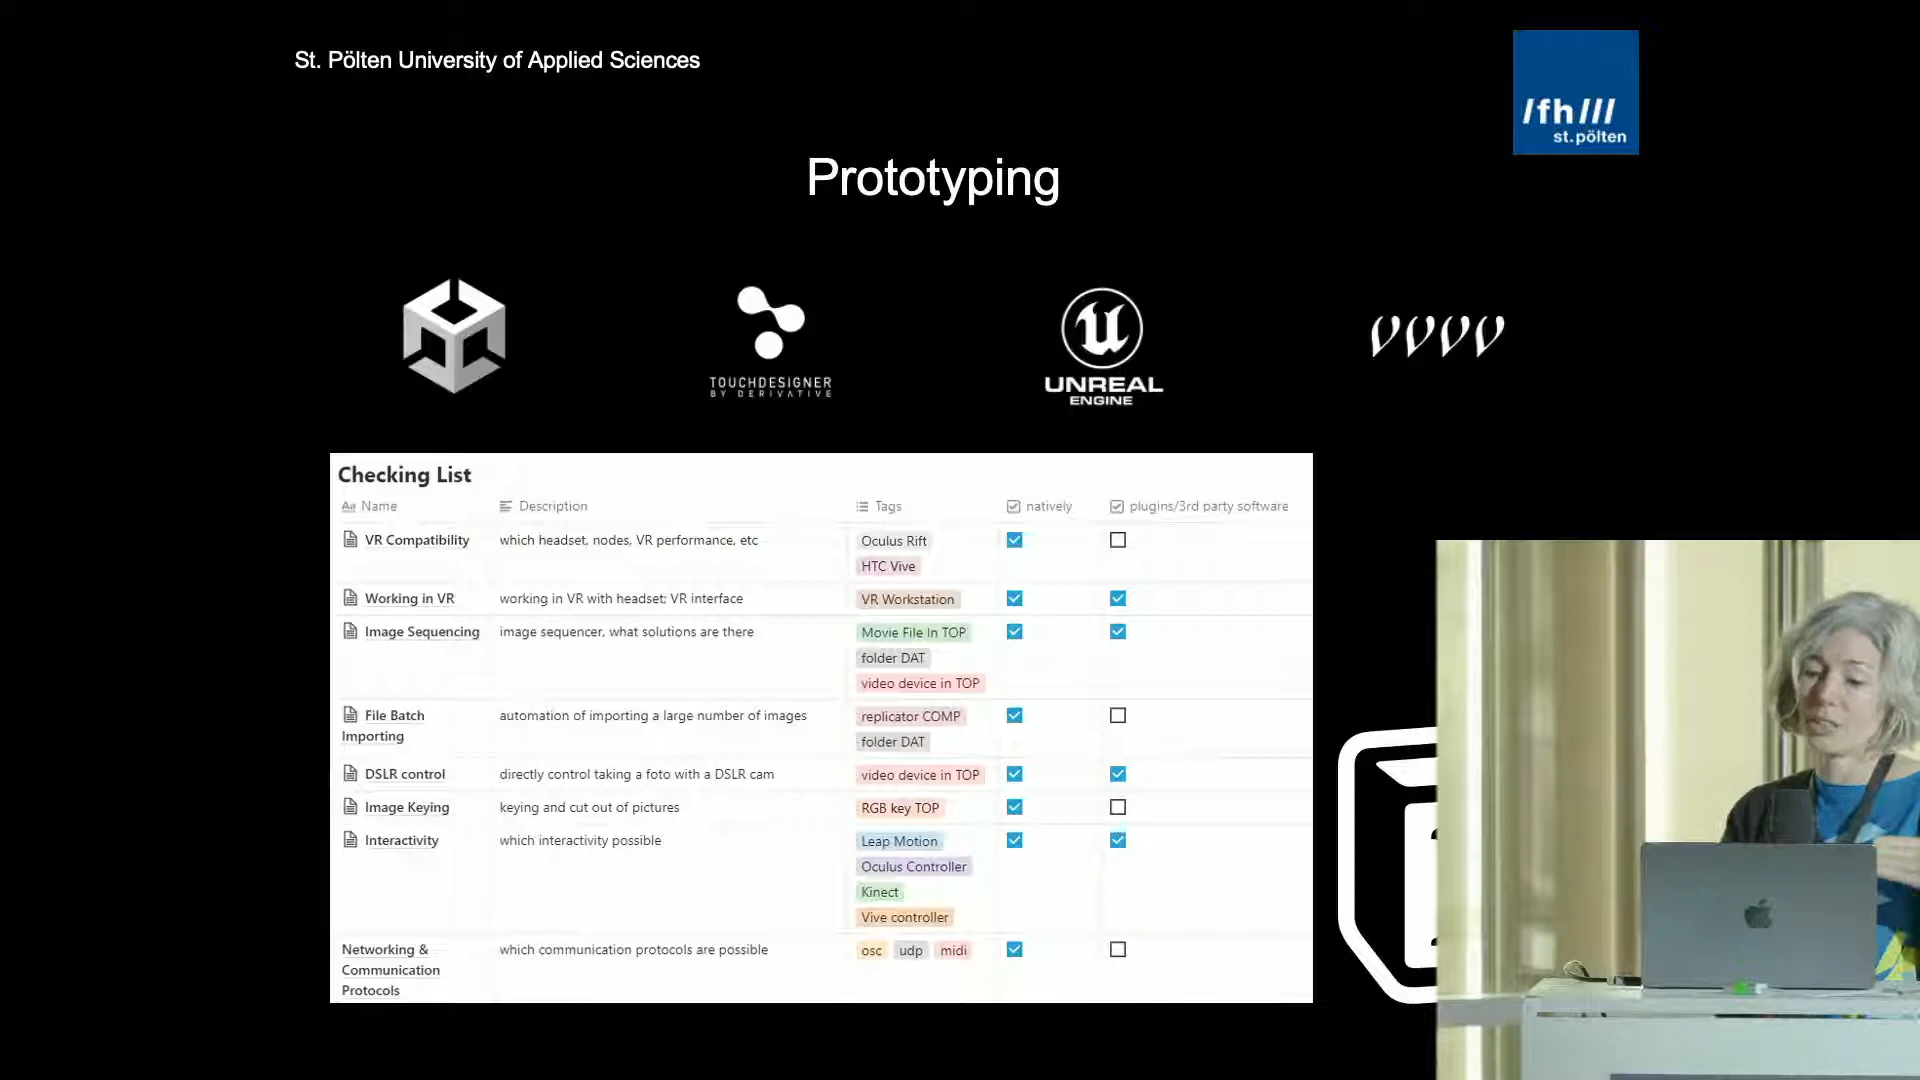 St. Pölten University of Applied Sciences
/fh///
st.pölten
Prototyping
TOUCHDESIGNER
BY DERIVATIVE
UNREAL
ENGINE
vvvv
Checking List
Aa Name Description Tags natively plugins/3rd party software
VR Compatibility which headset, nodes, VR performance, etc Oculus Rift
HTC Vive
Working in VR working in VR with headset; VR interface VR Workstation
Image Sequencing image sequencer, what solutions are there Movie File In TOP
folder DAT
video device in TOP
File Batch automation of importing a large number of images replicator COMP
Importing folder DAT
DSLR control directly control taking a foto with a DSLR cam video device in TOP
Image Keying keying and cut out of pictures RGB key TOP
Interactivity which interactivity possible Leap Motion
Oculus Controller
Kinect
Vive controller
Networking & which communication protocols are possible osc udp midi
Communication
Protocols